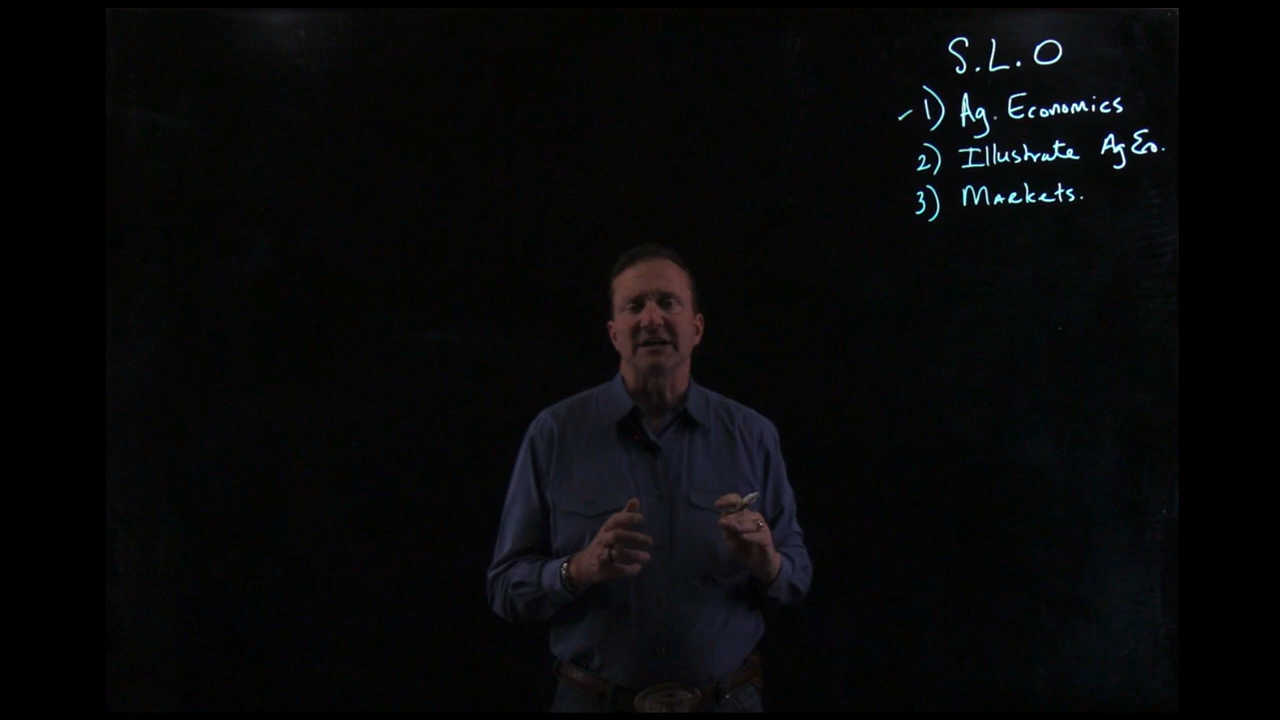 S.L.O
1) Ag. Economics
2) Illustrate Ag Eco.
3) Markets.